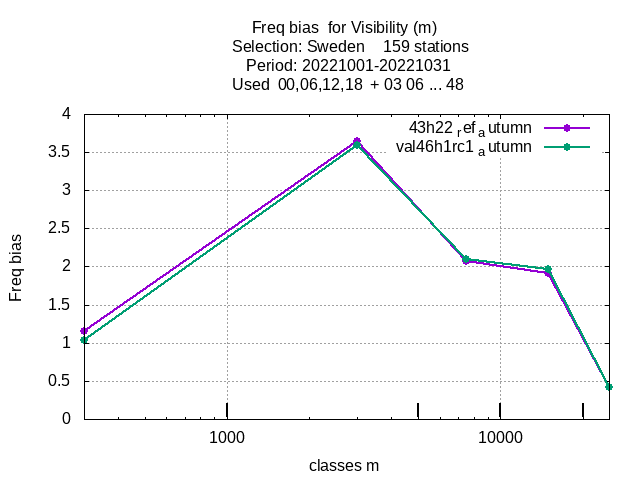 Freq bias  for Visibility (m)
Selection: Sweden    159 stations
Period: 20221001-20221031
Used  00,06,12,18  + 03 06 ... 48
43h22_ref_autumn
val46h1rc1_autumn
4
3.5
3
2.5
2
1.5
1
0.5
0
Freq bias
1000
10000
classes m